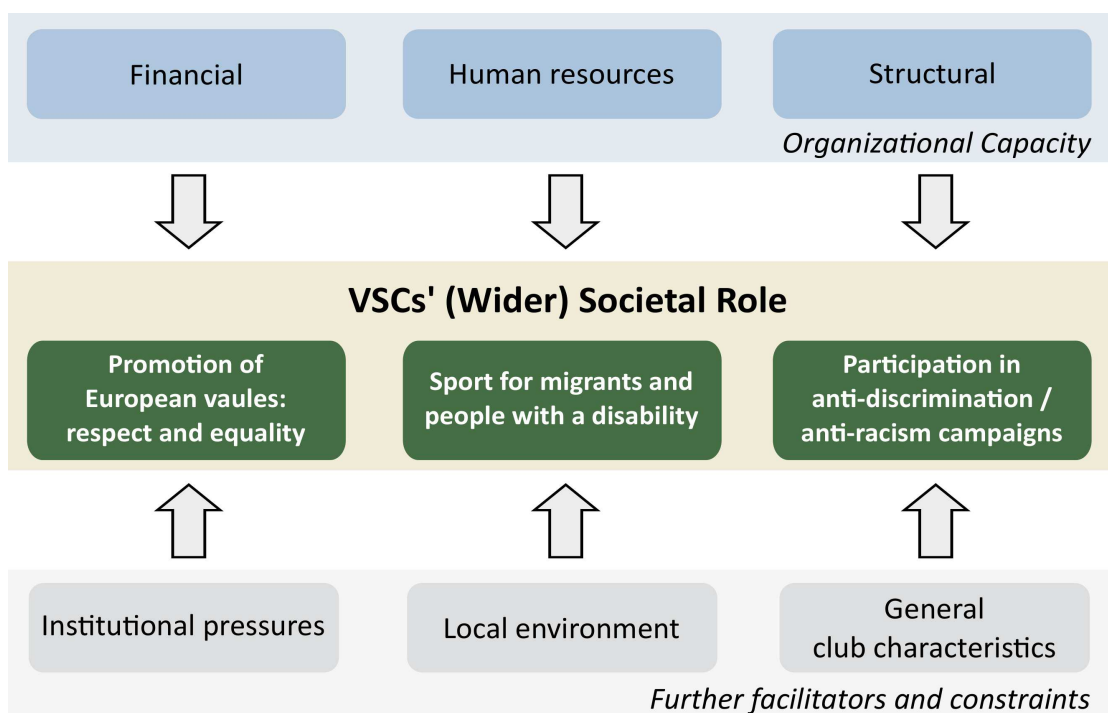 Financial
Human resources
Structural
Organizational Capacity
VSCs' (Wider) Societal Role
Promotion of
European vaules:
respect and equality
Sport for migrants and
people with a disability
Participation in
anti-discrimination /
anti-racism campaigns
Institutional pressures
Local environment
General
club characteristics
Further facilitators and constraints